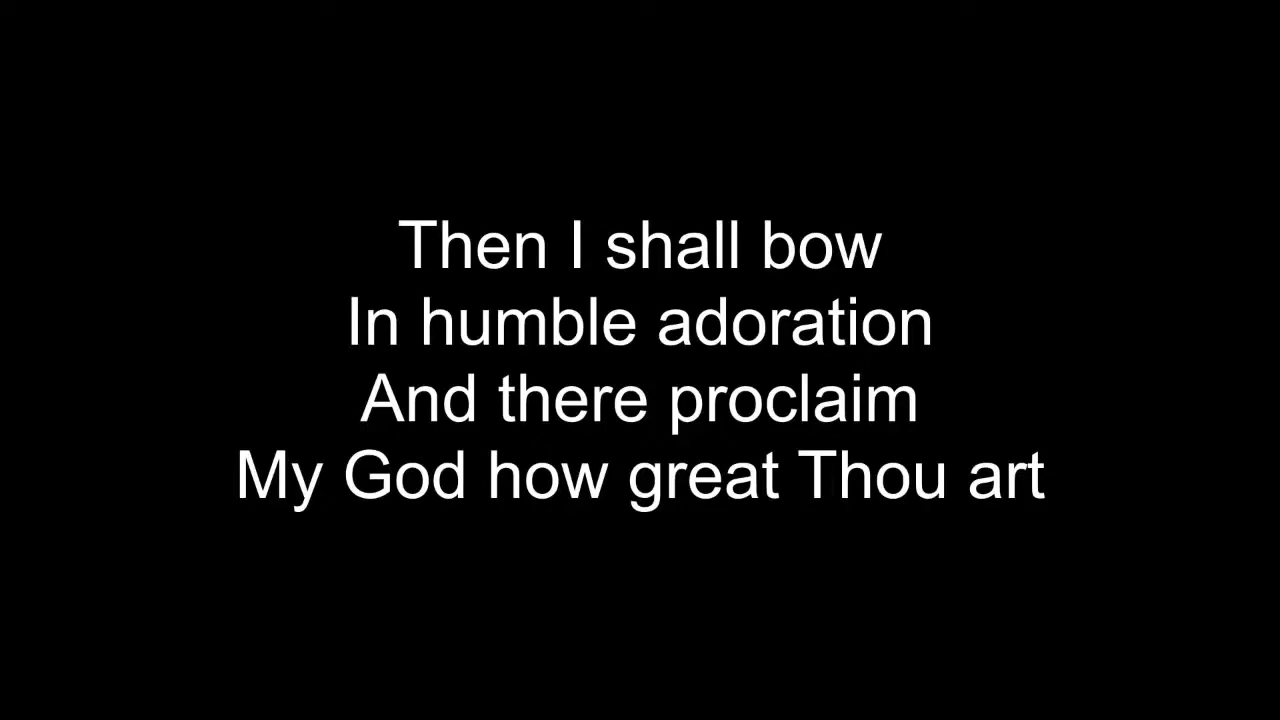 Then I shall bow
In humble adoration
And there proclaim
My God how great Thou art